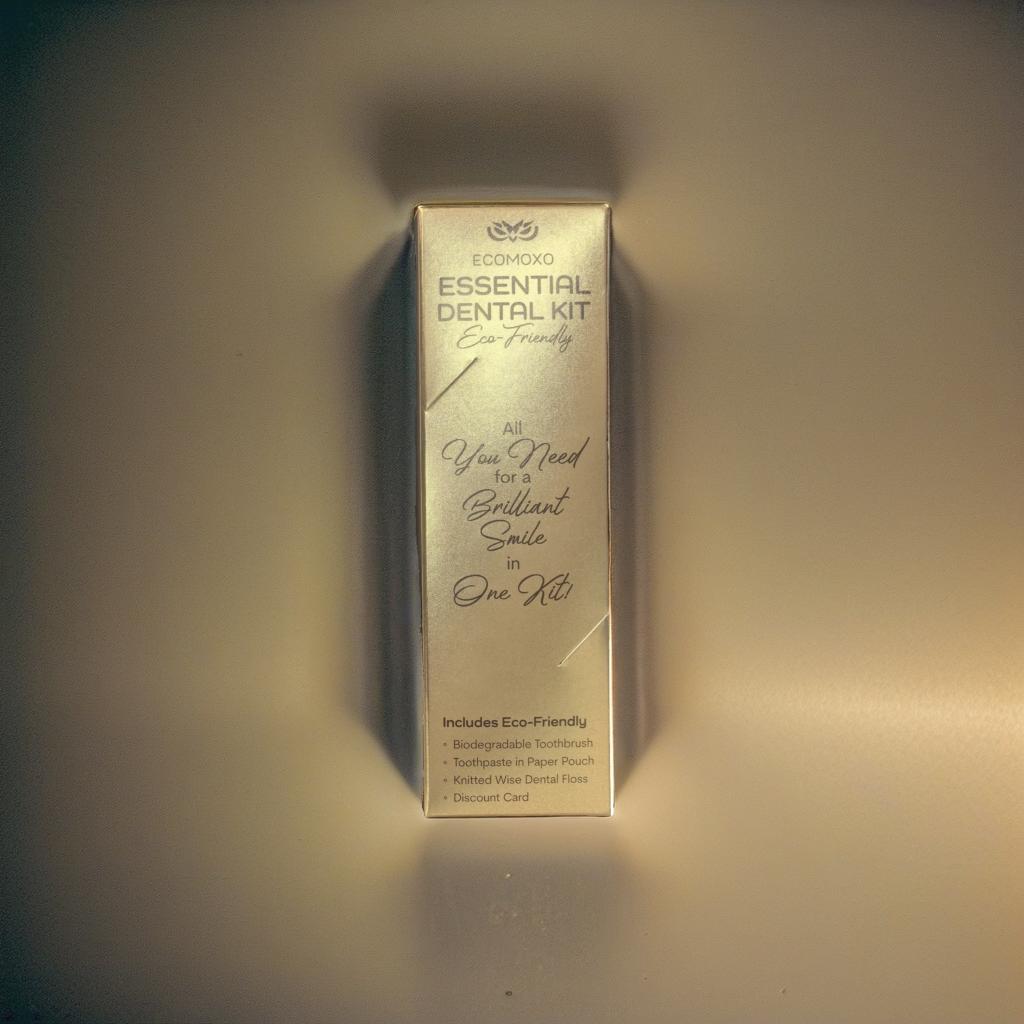 ECOMOXO
ESSENTIAL
DENTAL KIT
Eco-Friendly
All
You Need
for a
Brilliant
Smile
in
One Kit!
Includes Eco-Friendly
• Biodegradable Toothbrush
• Toothpaste in Paper Pouch
• Knitted Wise Dental Floss
• Discount Card